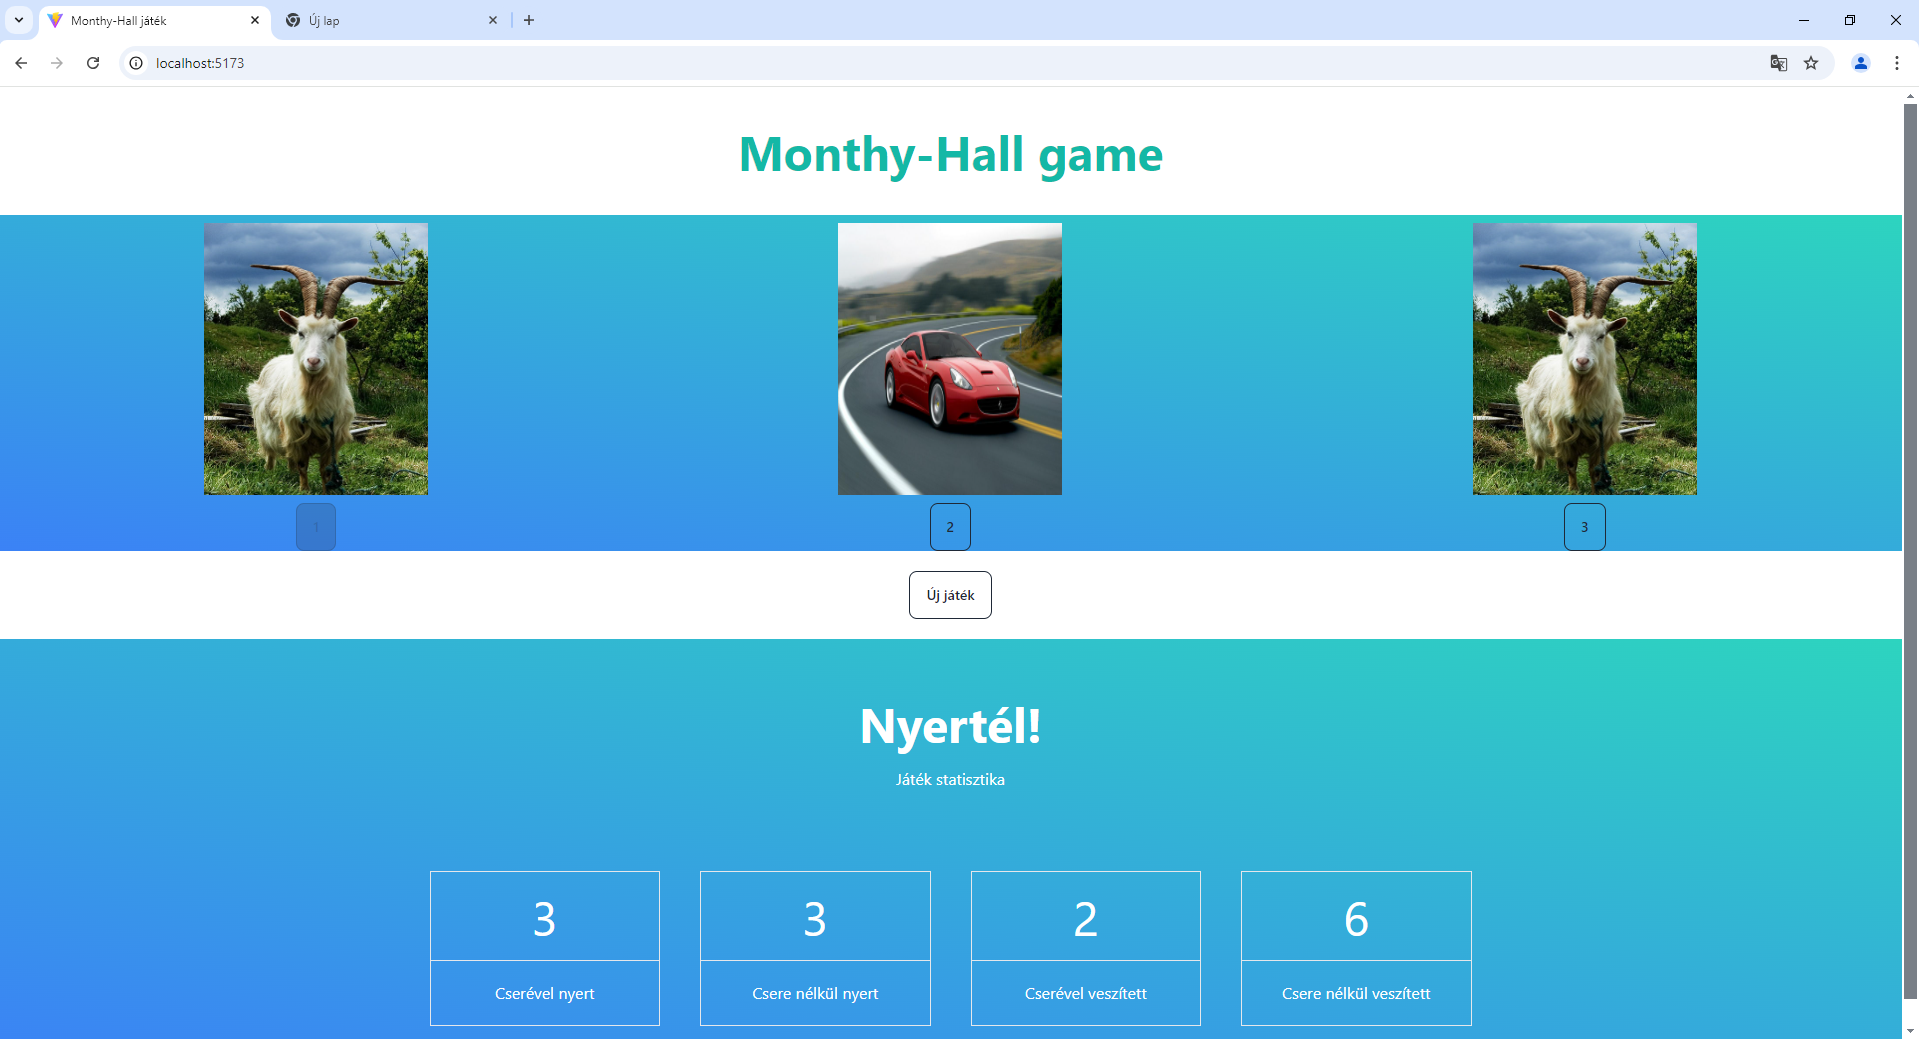 Monthy-Hall játék
Új lap
localhost:5173
Monthy-Hall game
1
2
3
Új játék
Nyertél!
Játék statisztika
3
3
2
6
Cserével nyert
Csere nélkül nyert
Cserével veszített
Csere nélkül veszített